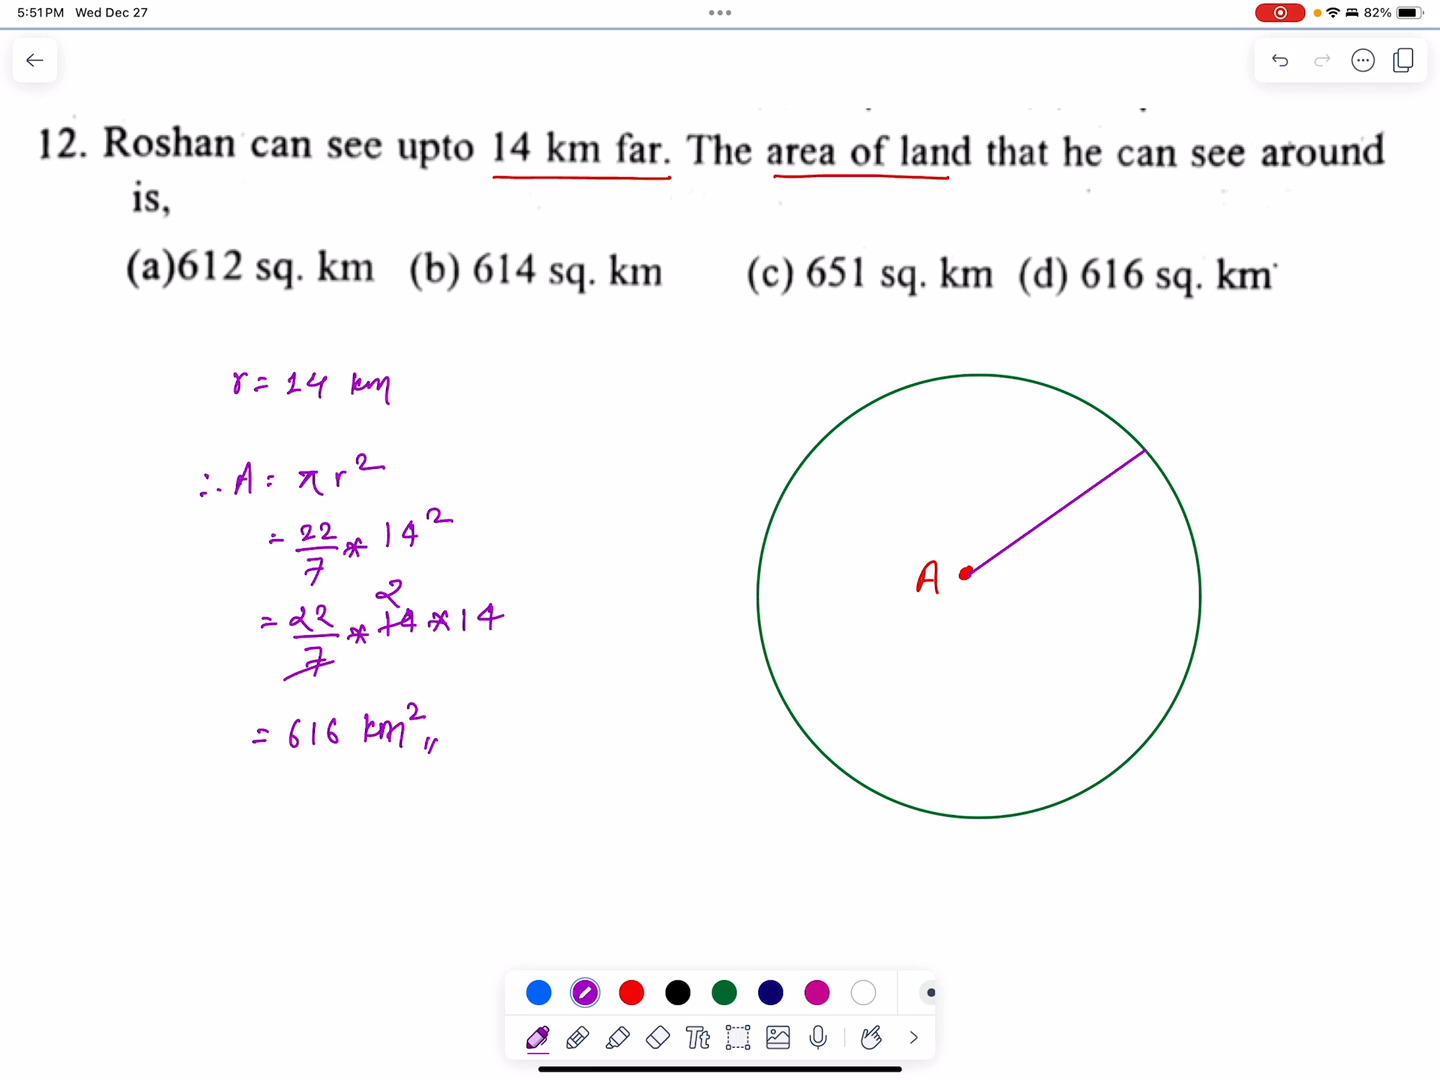 5:51 PM Wed Dec 27
82%
12. Roshan can see upto 14 km far. The area of land that he can see around
is,
(a)612 sq. km (b) 614 sq. km (c) 651 sq. km (d) 616 sq. km
r = 14 km
∴ A = πr²
= 22/7 * 14²
2
= 22/7 * 14 * 14
= 616 km² "
A
Tt